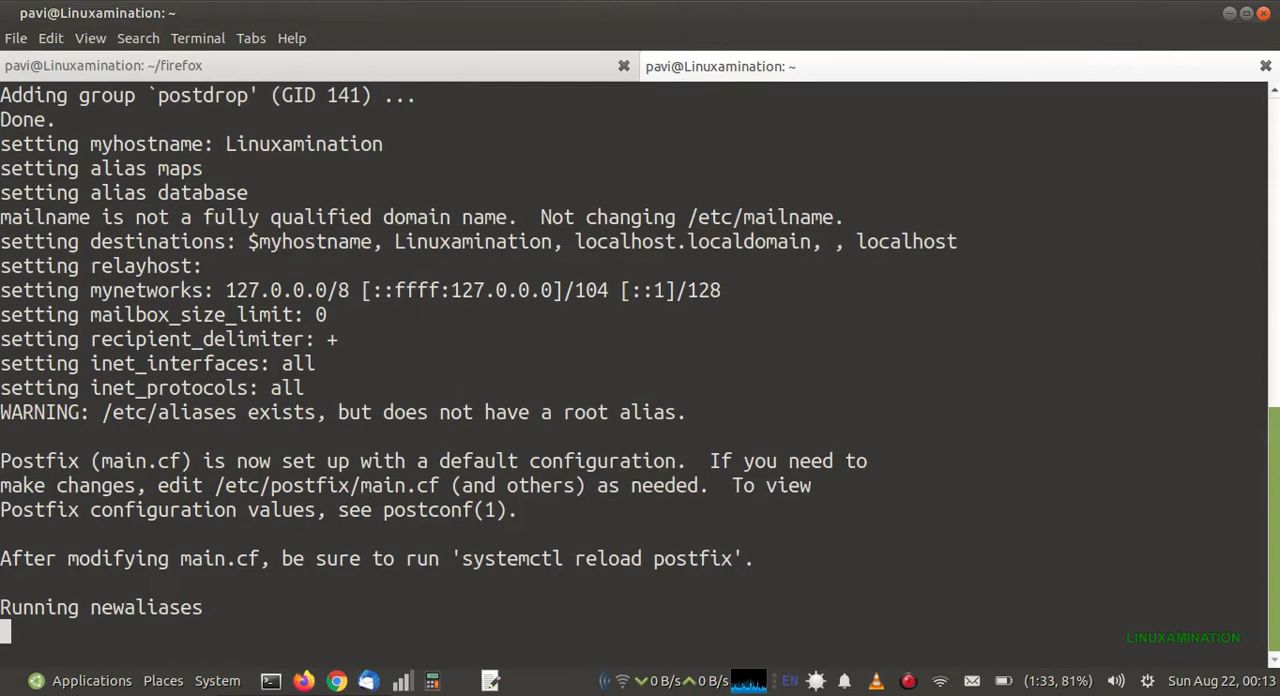 pavi@Linuxamination: ~
File Edit View Search Terminal Tabs Help
pavi@Linuxamination: ~/firefox
pavi@Linuxamination: ~
Adding group `postdrop' (GID 141) ...
Done.
setting myhostname: Linuxamination
setting alias maps
setting alias database
mailname is not a fully qualified domain name.  Not changing /etc/mailname.
setting destinations: $myhostname, Linuxamination, localhost.localdomain, , localhost
setting relayhost:
setting mynetworks: 127.0.0.0/8 [::ffff:127.0.0.0]/104 [::1]/128
setting mailbox_size_limit: 0
setting recipient_delimiter: +
setting inet_interfaces: all
setting inet_protocols: all
WARNING: /etc/aliases exists, but does not have a root alias.
Postfix (main.cf) is now set up with a default configuration.  If you need to
make changes, edit /etc/postfix/main.cf (and others) as needed.  To view
Postfix configuration values, see postconf(1).
After modifying main.cf, be sure to run 'systemctl reload postfix'.
Running newaliases
LINUXAMINATION
Applications Places System 0 B/s 0 B/s EN (1:33, 81%) Sun Aug 22, 00:13